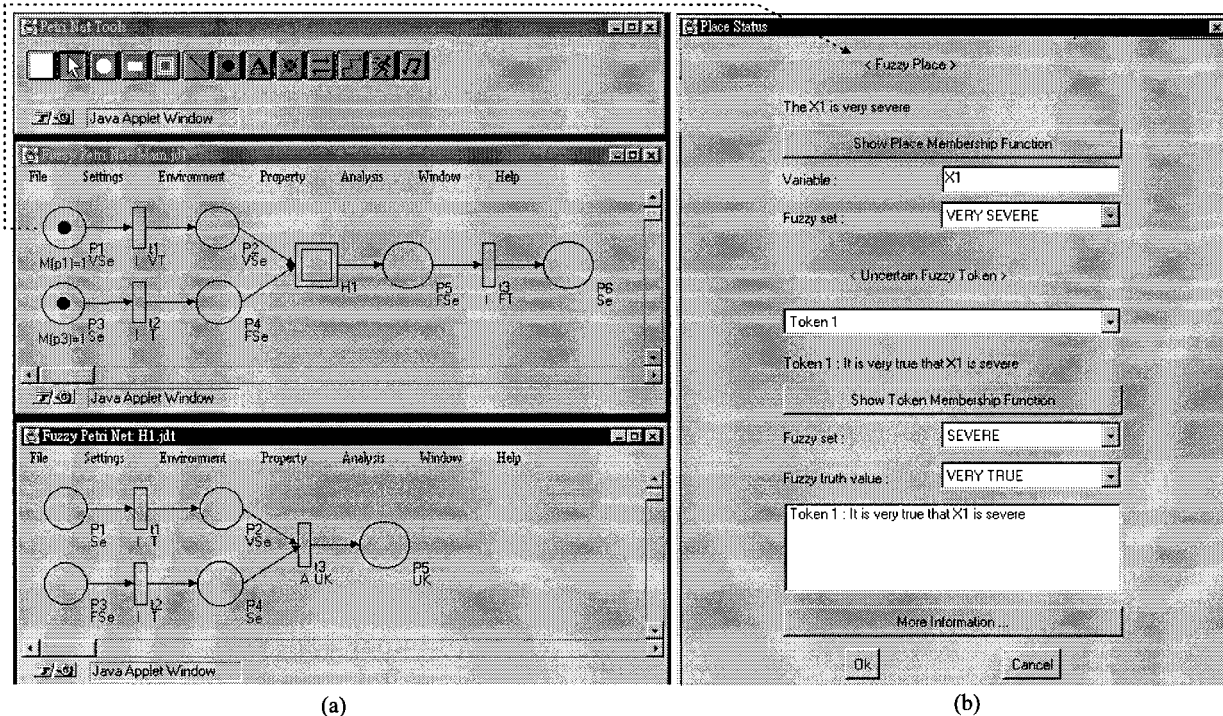 Petri Net Tools
Java Applet Window
Fuzzy Petri Net: Main.jdt
File Settings Environment Property Analysis Window Help
M(p1)=1
P1
VSe
t1
I VT
P2
VSe
H1
P5
FSe
t3
I FT
P6
Se
M(p3)=1
P3
Se
t2
I T
P4
FSe
Java Applet Window
Fuzzy Petri Net: H1.jdt
File Settings Environment Property Analysis Window Help
P1
Se
t1
I T
P2
VSe
t3
A UK
P5
UK
P3
FSe
t2
I T
P4
Se
Java Applet Window
(a)
Place Status
< Fuzzy Place >
The X1 is very severe
Show Place Membership Function
Variable : X1
Fuzzy set : VERY SEVERE
< Uncertain Fuzzy Token >
Token 1
Token 1 : It is very true that X1 is severe
Show Token Membership Function
Fuzzy set : SEVERE
Fuzzy truth value : VERY TRUE
Token 1 : It is very true that X1 is severe
More Information ...
Ok Cancel
(b)